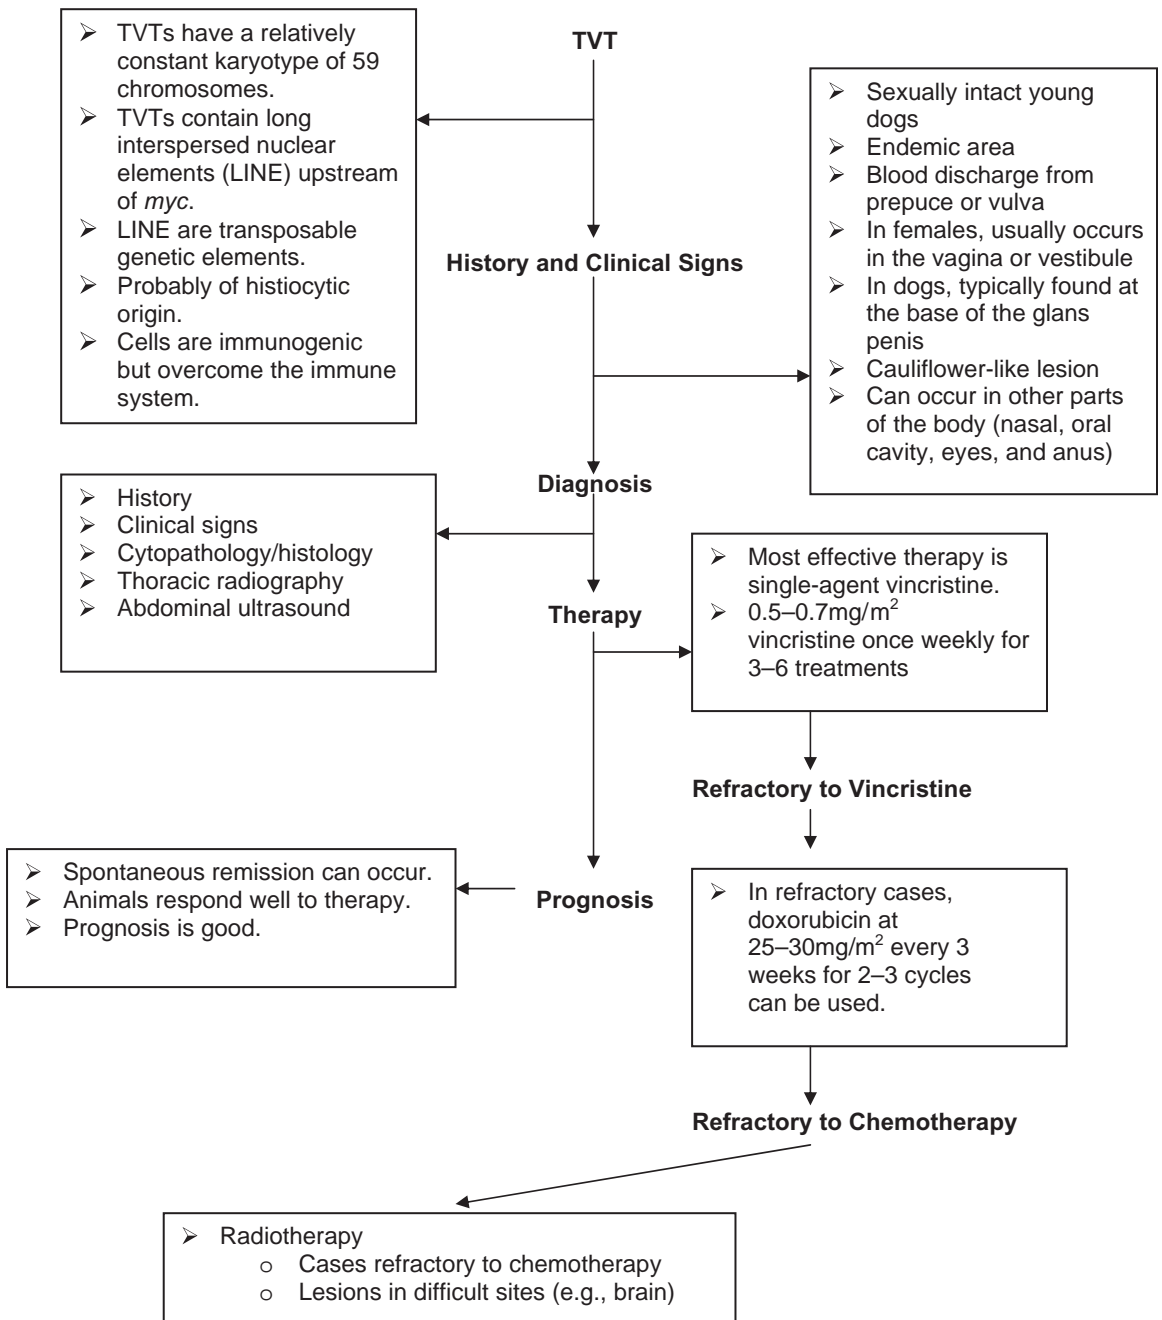 TVT
➢ TVTs have a relatively
constant karyotype of 59
chromosomes.
➢ TVTs contain long
interspersed nuclear
elements (LINE) upstream
of myc.
➢ LINE are transposable
genetic elements.
➢ Probably of histiocytic
origin.
➢ Cells are immunogenic
but overcome the immune
system.
History and Clinical Signs
➢ Sexually intact young
dogs
➢ Endemic area
➢ Blood discharge from
prepuce or vulva
➢ In females, usually occurs
in the vagina or vestibule
➢ In dogs, typically found at
the base of the glans
penis
➢ Cauliflower-like lesion
➢ Can occur in other parts
of the body (nasal, oral
cavity, eyes, and anus)
Diagnosis
➢ History
➢ Clinical signs
➢ Cytopathology/histology
➢ Thoracic radiography
➢ Abdominal ultrasound
Therapy
➢ Most effective therapy is
single-agent vincristine.
➢ 0.5–0.7mg/m²
vincristine once weekly for
3–6 treatments
Refractory to Vincristine
➢ In refractory cases,
doxorubicin at
25–30mg/m² every 3
weeks for 2–3 cycles
can be used.
Prognosis
➢ Spontaneous remission can occur.
➢ Animals respond well to therapy.
➢ Prognosis is good.
Refractory to Chemotherapy
➢ Radiotherapy
o Cases refractory to chemotherapy
o Lesions in difficult sites (e.g., brain)